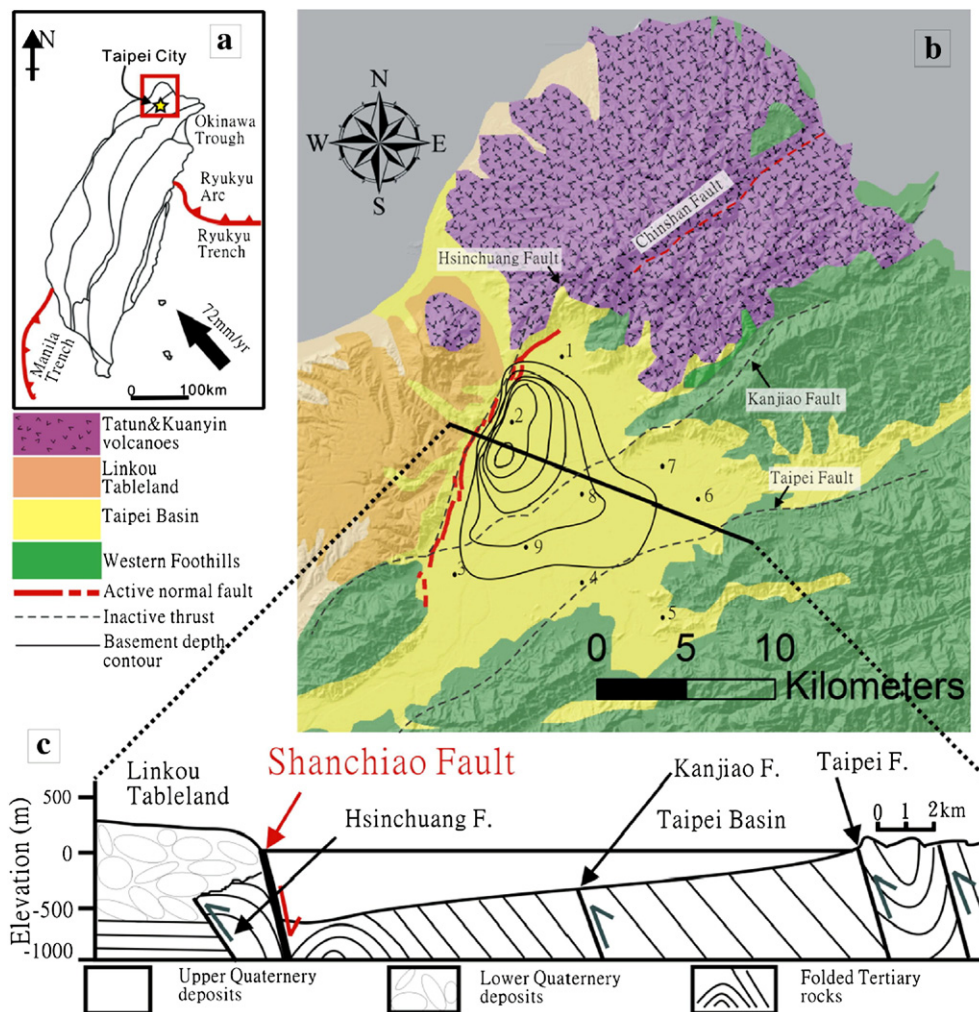 a
N
Taipei City
Okinawa
Trough
Ryukyu
Arc
Ryukyu
Trench
Manila
Trench
72mm/yr
0 100km
Tatun&Kuanyin
volcanoes
Linkou
Tableland
Taipei Basin
Western Foothills
Active normal fault
Inactive thrust
Basement depth
contour
b
N
W E
S
Chinshan Fault
Hsinchuang Fault
Kanjiao Fault
Taipei Fault
1
2
7
8
6
9
3
4
5
0 5 10
Kilometers
c
Linkou
Tableland
Shanchiao Fault
Hsinchuang F.
Kanjiao F.
Taipei F.
Taipei Basin
0 1 2km
Elevation (m)
500
0
-500
-1000
Upper Quaternery
deposits
Lower Quaternery
deposits
Folded Tertiary
rocks